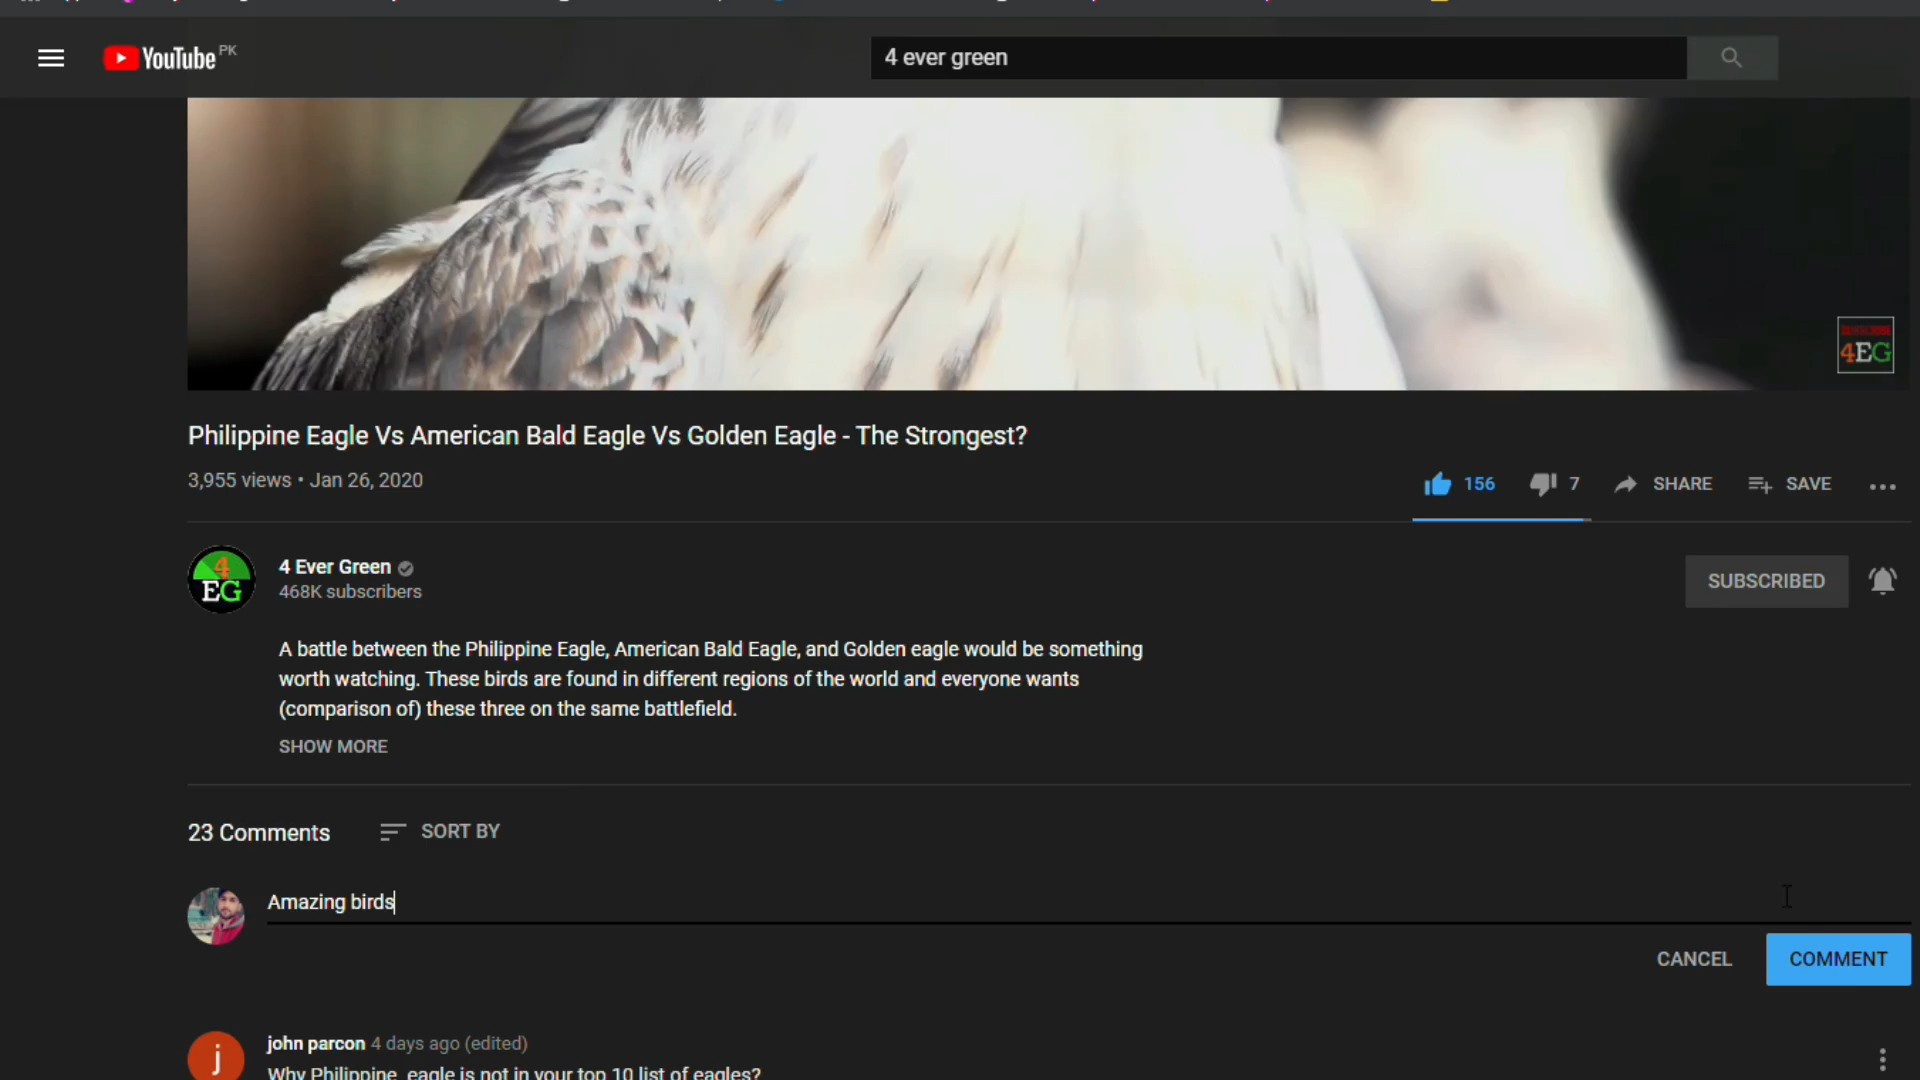 YouTube PK
4 ever green
SUBSCRIBE
4EG
Philippine Eagle Vs American Bald Eagle Vs Golden Eagle - The Strongest?
3,955 views • Jan 26, 2020
156 7 SHARE SAVE
4
EG
4 Ever Green
468K subscribers
SUBSCRIBED
A battle between the Philippine Eagle, American Bald Eagle, and Golden eagle would be something
worth watching. These birds are found in different regions of the world and everyone wants
(comparison of) these three on the same battlefield.
SHOW MORE
23 Comments SORT BY
Amazing birds
CANCEL COMMENT
j
john parcon 4 days ago (edited)
Why Philippine eagle is not in your top 10 list of eagles?